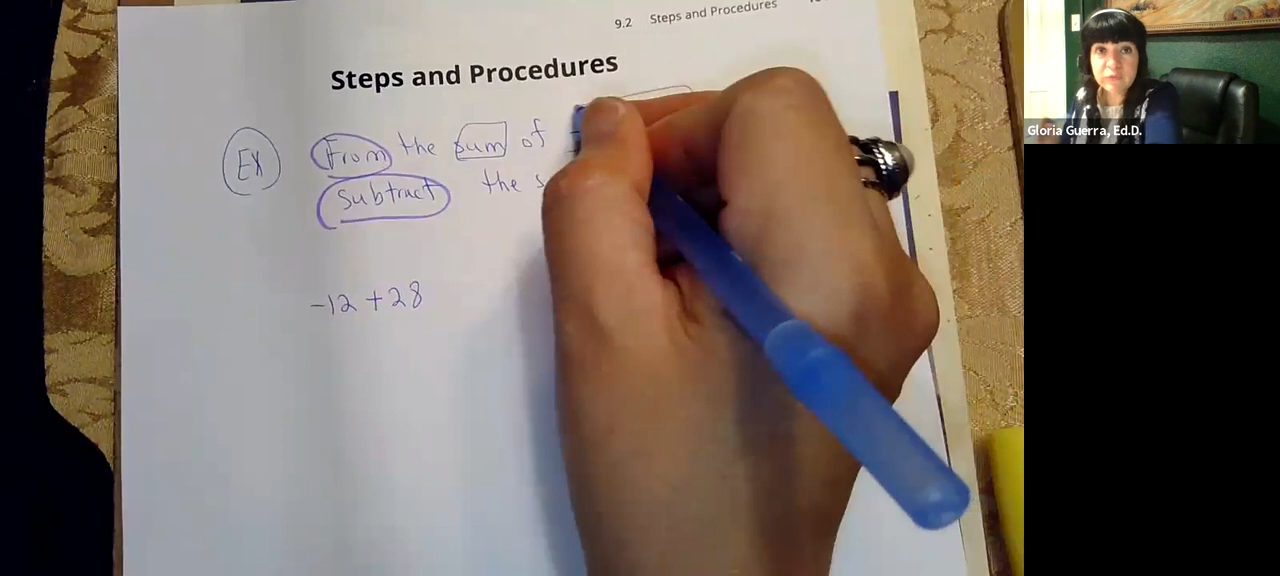 9.2 Steps and Procedures
Steps and Procedures
EX From the sum of
subtract the s
-12 + 28
Gloria Guerra, Ed.D.